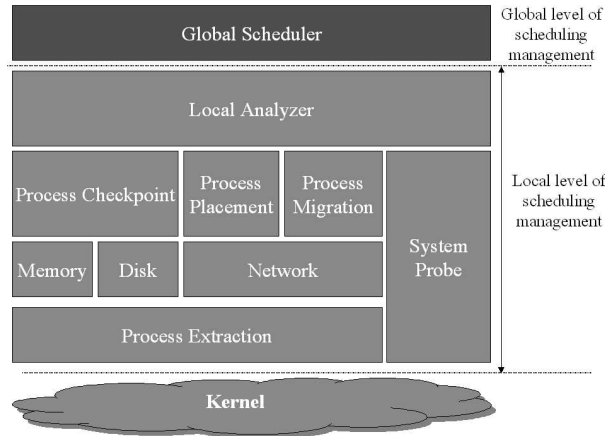 Global Scheduler
Global level of
scheduling
management
Local Analyzer
Process Checkpoint
Process
Placement
Process
Migration
System
Probe
Local level of
scheduling
management
Memory
Disk
Network
Process Extraction
Kernel